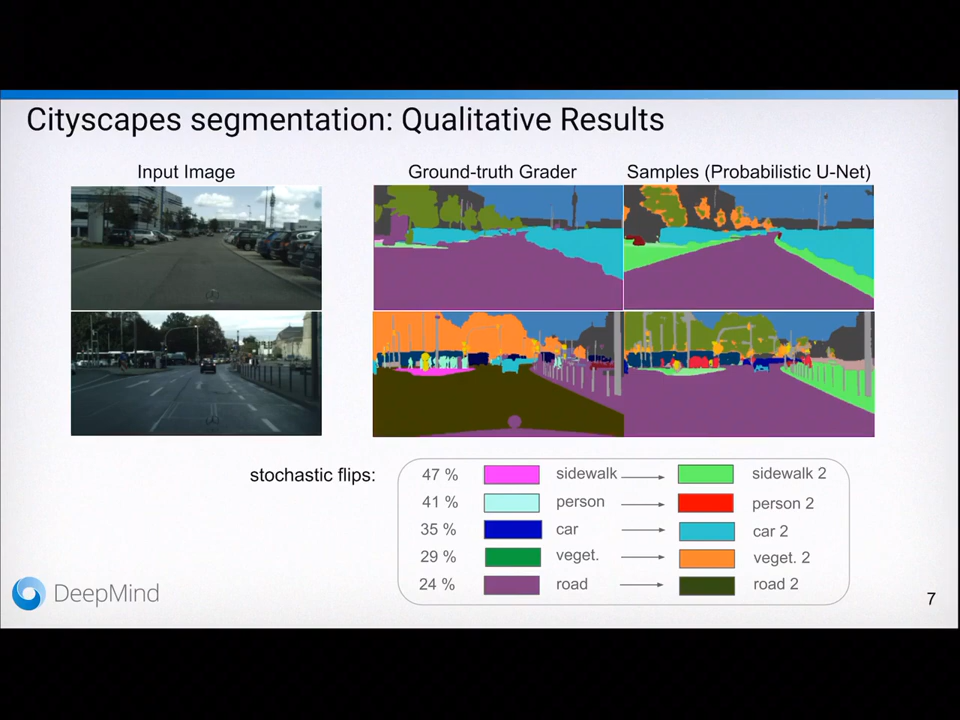 Cityscapes segmentation: Qualitative Results
Input Image
Ground-truth Grader
Samples (Probabilistic U-Net)
stochastic flips:
47 % sidewalk sidewalk 2
41 % person person 2
35 % car car 2
29 % veget. veget. 2
24 % road road 2
DeepMind
7